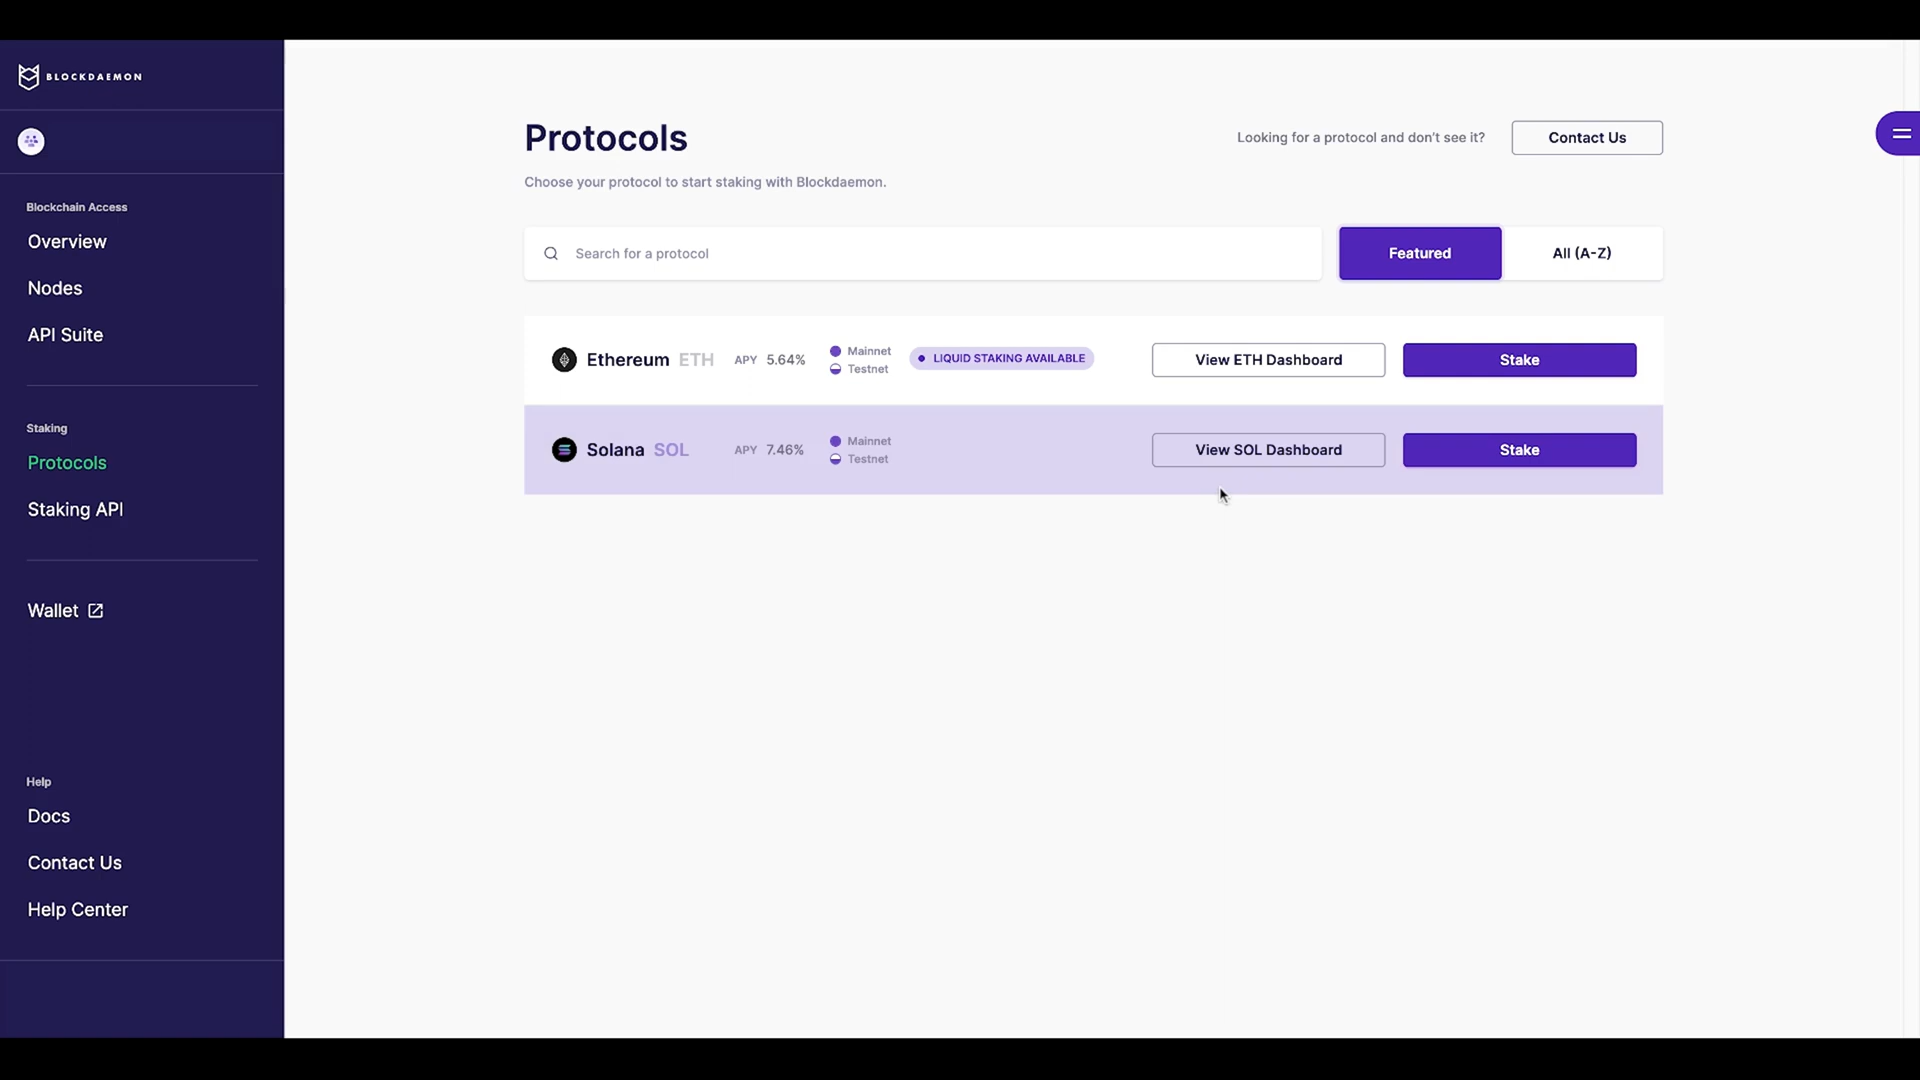 BLOCKDAEMON
Blockchain Access
Overview
Nodes
API Suite
Staking
Protocols
Staking API
Wallet
Help
Docs
Contact Us
Help Center
Protocols
Looking for a protocol and don't see it?
Contact Us
Choose your protocol to start staking with Blockdaemon.
Search for a protocol
Featured
All (A-Z)
Ethereum ETH APY 5.64%
Mainnet
Testnet
LIQUID STAKING AVAILABLE
View ETH Dashboard
Stake
Solana SOL APY 7.46%
Mainnet
Testnet
View SOL Dashboard
Stake